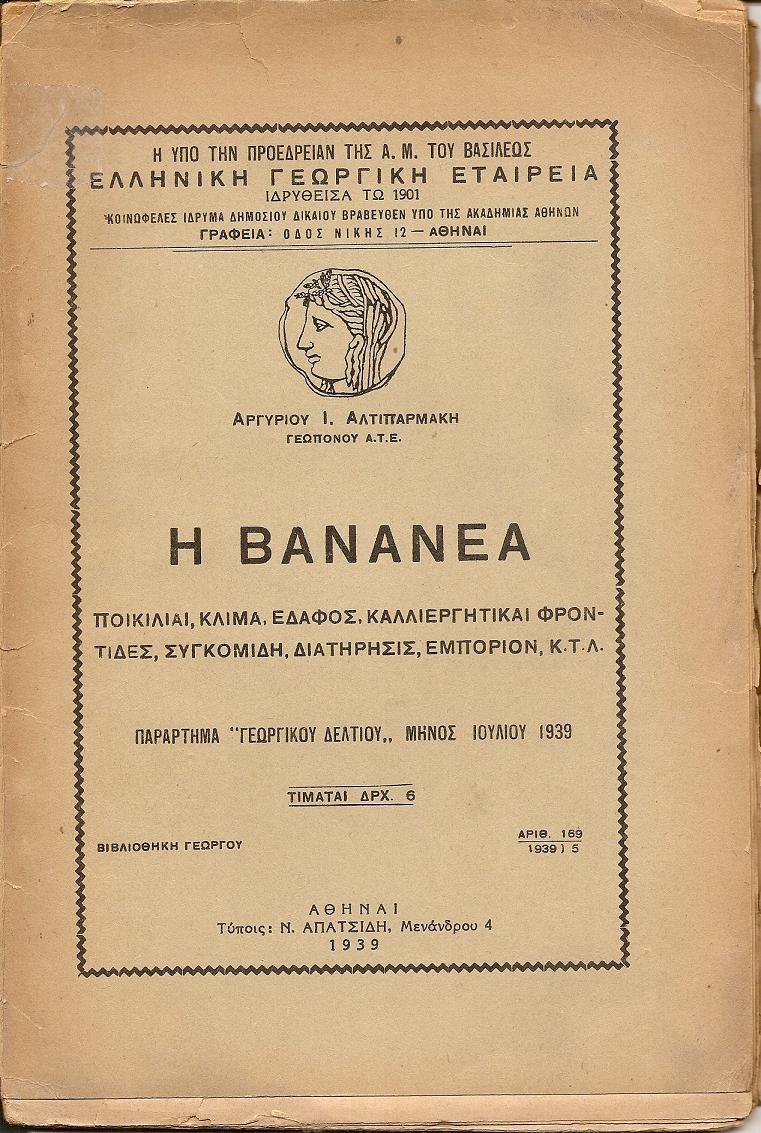 Η ΥΠΟ ΤΗΝ ΠΡΟΕΔΡΕΙΑΝ ΤΗΣ Α. Μ. ΤΟΥ ΒΑΣΙΛΕΩΣ
ΕΛΛΗΝΙΚΗ ΓΕΩΡΓΙΚΗ ΕΤΑΙΡΕΙΑ
ΙΔΡΥΘΕΙΣΑ ΤΩ 1901
ΚΟΙΝΩΦΕΛΕΣ ΙΔΡΥΜΑ ΔΗΜΟΣΙΟΥ ΔΙΚΑΙΟΥ ΒΡΑΒΕΥΘΕΝ ΥΠΟ ΤΗΣ ΑΚΑΔΗΜΙΑΣ ΑΘΗΝΩΝ
ΓΡΑΦΕΙΑ: ΟΔΟΣ ΝΙΚΗΣ 12 — ΑΘΗΝΑΙ
ΑΡΓΥΡΙΟΥ Ι. ΑΛΤΙΠΑΡΜΑΚΗ
ΓΕΩΠΟΝΟΥ Α.Τ.Ε.
Η ΒΑΝΑΝΕΑ
ΠΟΙΚΙΛΙΑΙ, ΚΛΙΜΑ, ΕΔΑΦΟΣ, ΚΑΛΛΙΕΡΓΗΤΙΚΑΙ ΦΡΟΝ-
ΤΙΔΕΣ, ΣΥΓΚΟΜΙΔΗ, ΔΙΑΤΗΡΗΣΙΣ, ΕΜΠΟΡΙΟΝ, Κ.Τ.Λ.
ΠΑΡΑΡΤΗΜΑ "ΓΕΩΡΓΙΚΟΥ ΔΕΛΤΙΟΥ„ ΜΗΝΟΣ ΙΟΥΛΙΟΥ 1939
ΤΙΜΑΤΑΙ ΔΡΧ. 6
ΒΙΒΛΙΟΘΗΚΗ ΓΕΩΡΓΟΥ
ΑΡΙΘ. 169
1939) 5
ΑΘΗΝΑΙ
Τύποις: Ν. ΑΠΑΤΣΙΔΗ, Μενάνδρου 4
1939